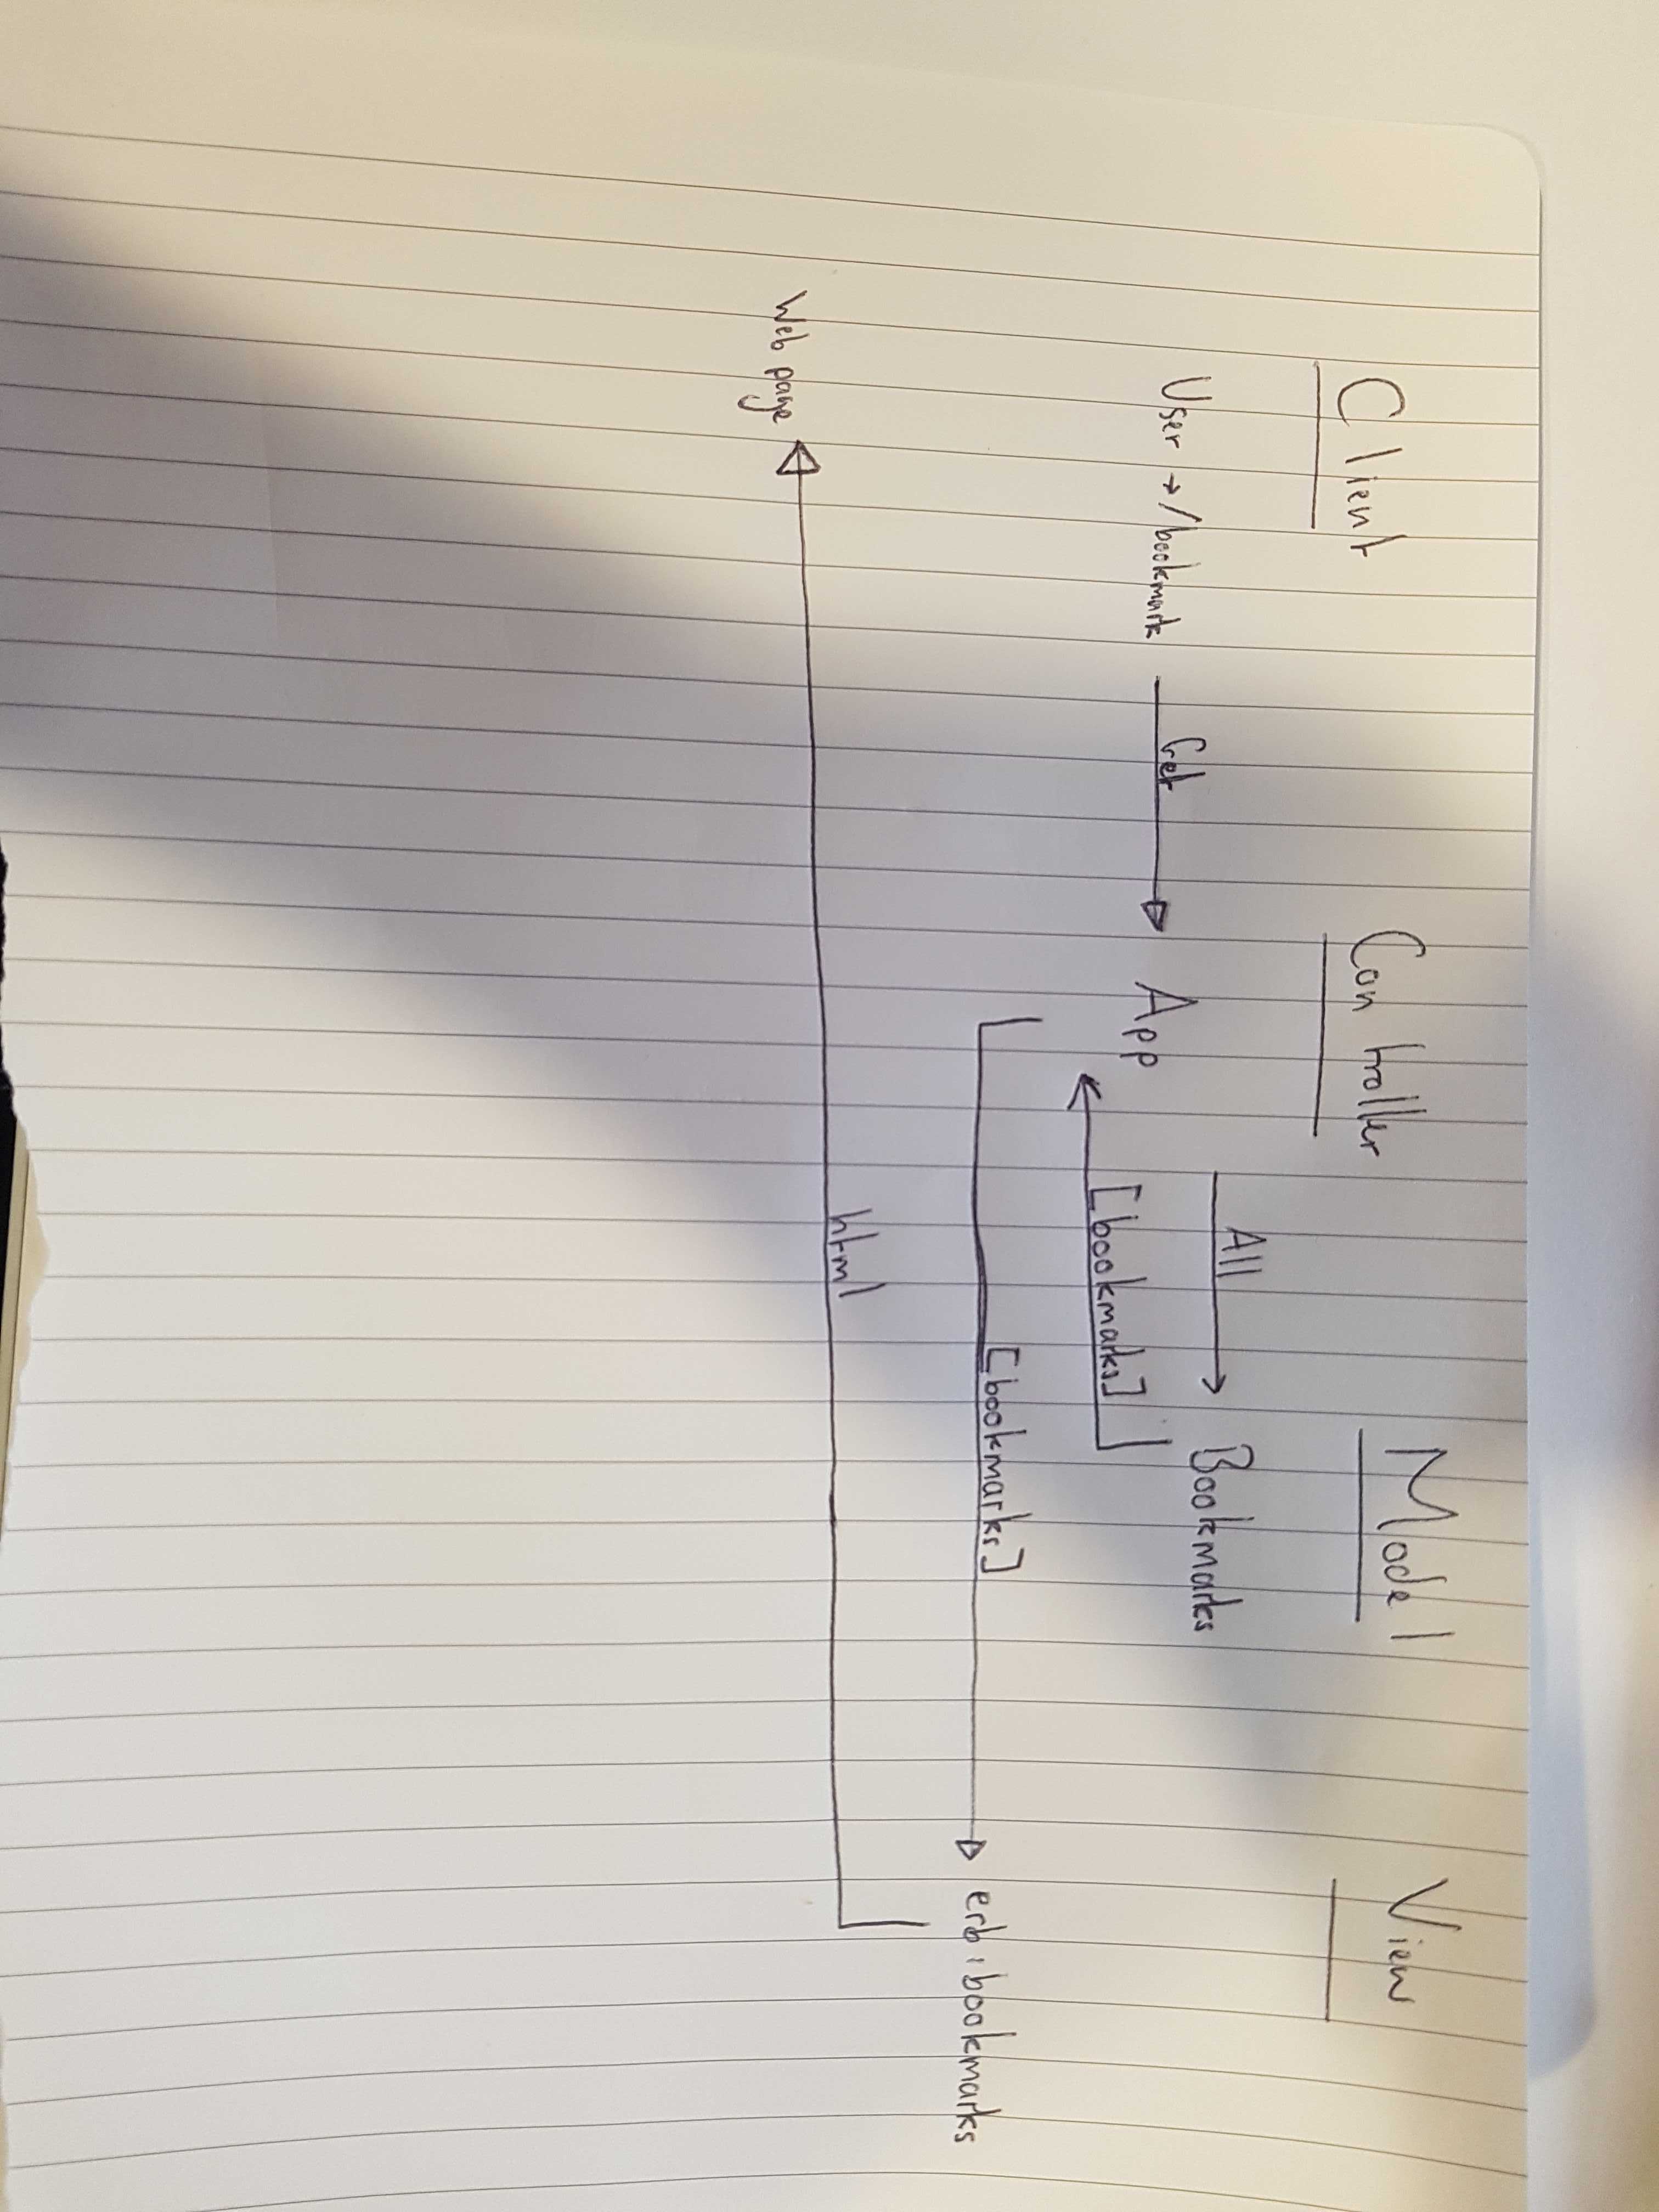 Client Controller Model View
User → /bookmark Get App All Bookmarks
[bookmarks]
[bookmarks] erb:bookmarks
html
Web page